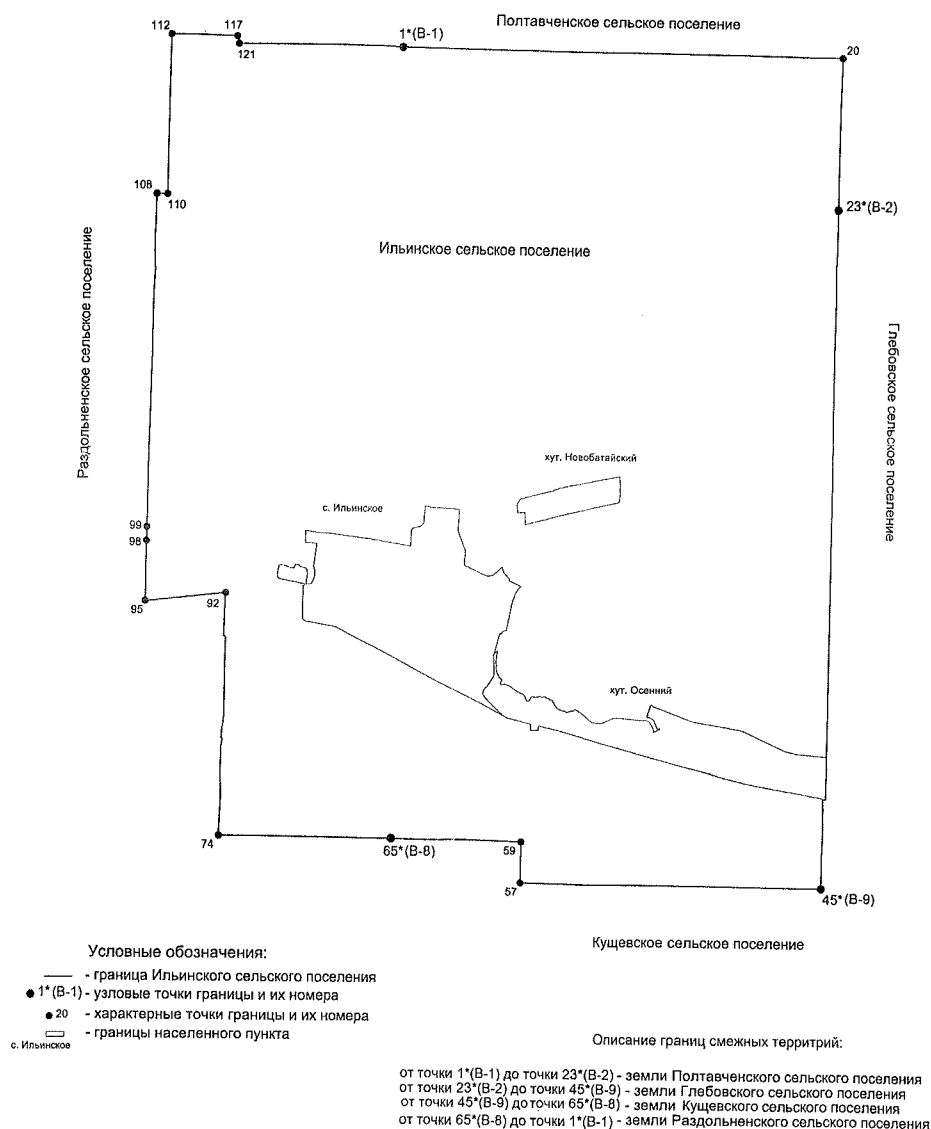 Полтавченское сельское поселение
112
117
1*(В-1)
121
20
108
110
23*(В-2)
Ильинское сельское поселение
Раздольненское сельское поселение
Глебовское сельское поселение
хут. Новобатайский
с. Ильинское
99
98
95
92
хут. Осенний
74
65*(В-8)
59
57
45*(В-9)
Кущевское сельское поселение
Условные обозначения:
- граница Ильинского сельского поселения
1*(В-1) - узловые точки границы и их номера
20 - характерные точки границы и их номера
- границы населенного пункта
с. Ильинское
Описание границ смежных территрий:
от точки 1*(В-1) до точки 23*(В-2) - земли Полтавченского сельского поселения
от точки 23*(В-2) до точки 45*(В-9) - земли Глебовского сельского поселения
от точки 45*(В-9) до точки 65*(В-8) - земли Кущевского сельского поселения
от точки 65*(В-8) до точки 1*(В-1) - земли Раздольненского сельского поселения